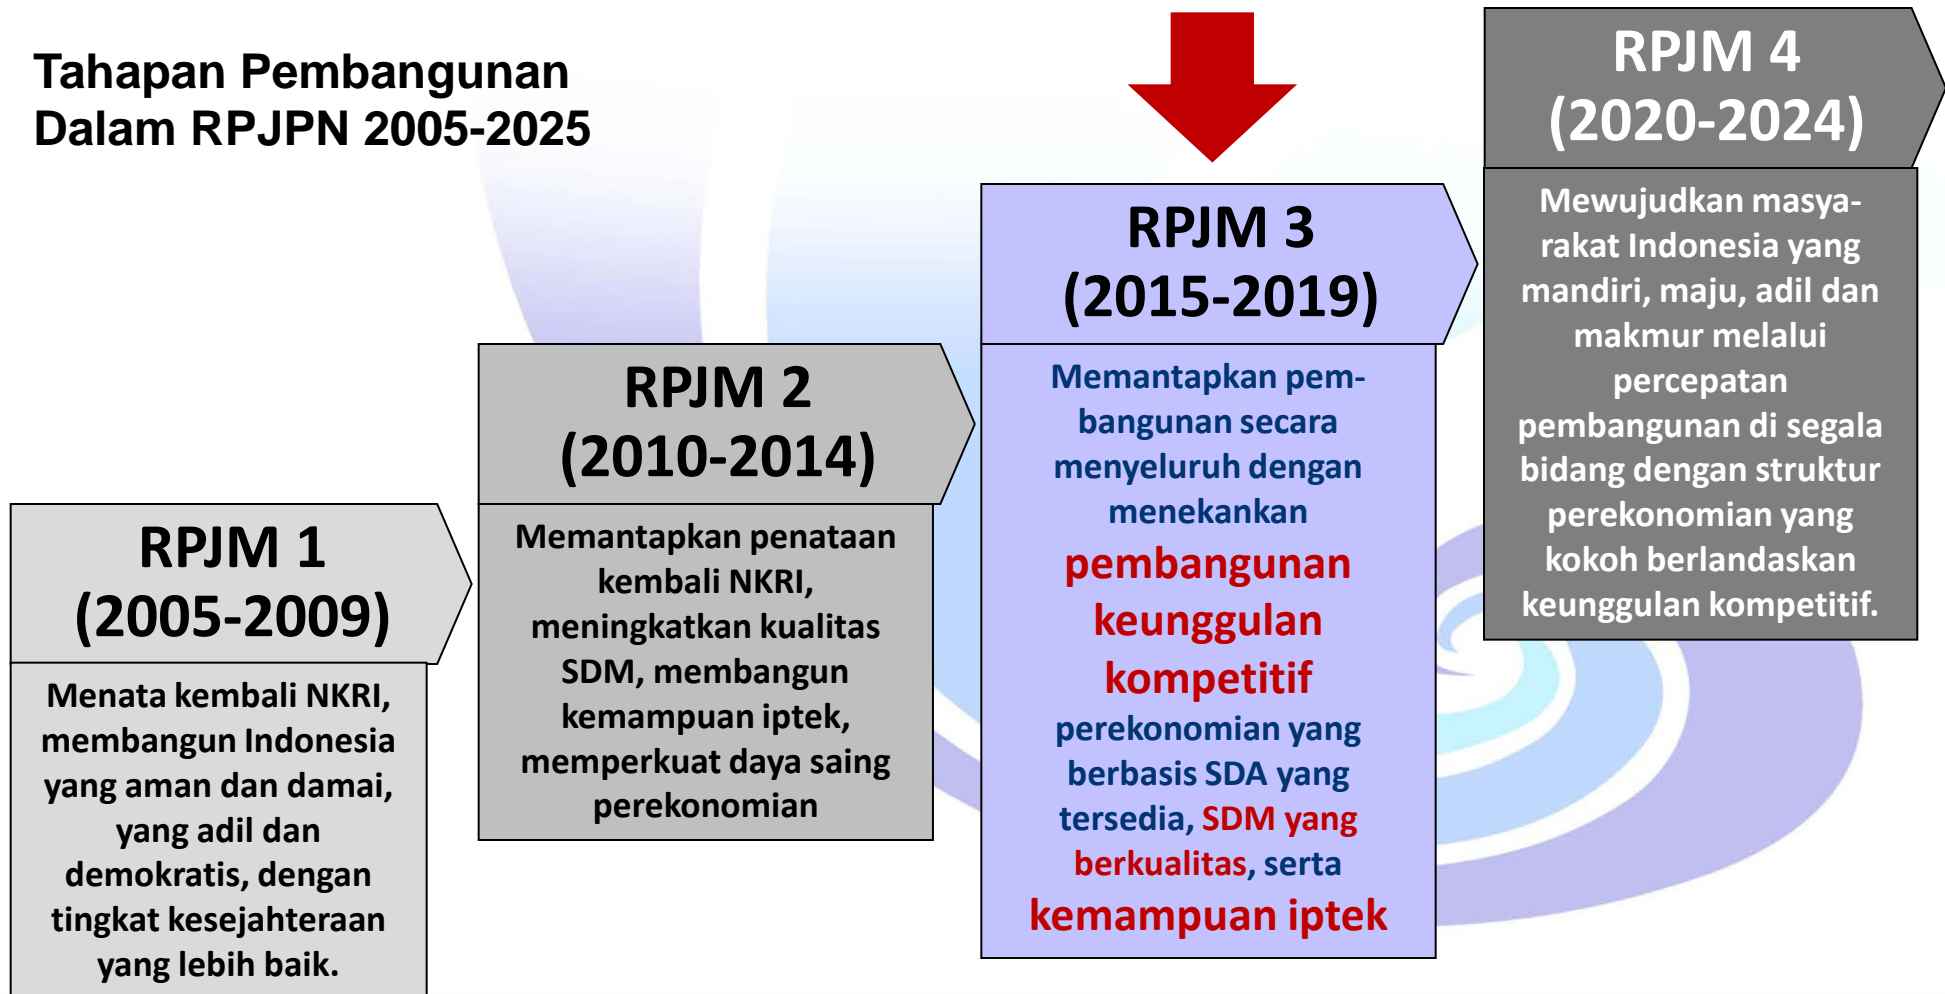 Tahapan Pembangunan
Dalam RPJPN 2005-2025
RPJM 1
(2005-2009)
Menata kembali NKRI,
membangun Indonesia
yang aman dan damai,
yang adil dan
demokratis, dengan
tingkat kesejahteraan
yang lebih baik.
RPJM 2
(2010-2014)
Memantapkan penataan
kembali NKRI,
meningkatkan kualitas
SDM, membangun
kemampuan iptek,
memperkuat daya saing
perekonomian
RPJM 3
(2015-2019)
Memantapkan pem-
bangunan secara
menyeluruh dengan
menekankan
pembangunan
keunggulan
kompetitif
perekonomian yang
berbasis SDA yang
tersedia, SDM yang
berkualitas, serta
kemampuan iptek
RPJM 4
(2020-2024)
Mewujudkan masya-
rakat Indonesia yang
mandiri, maju, adil dan
makmur melalui
percepatan
pembangunan di segala
bidang dengan struktur
perekonomian yang
kokoh berlandaskan
keunggulan kompetitif.